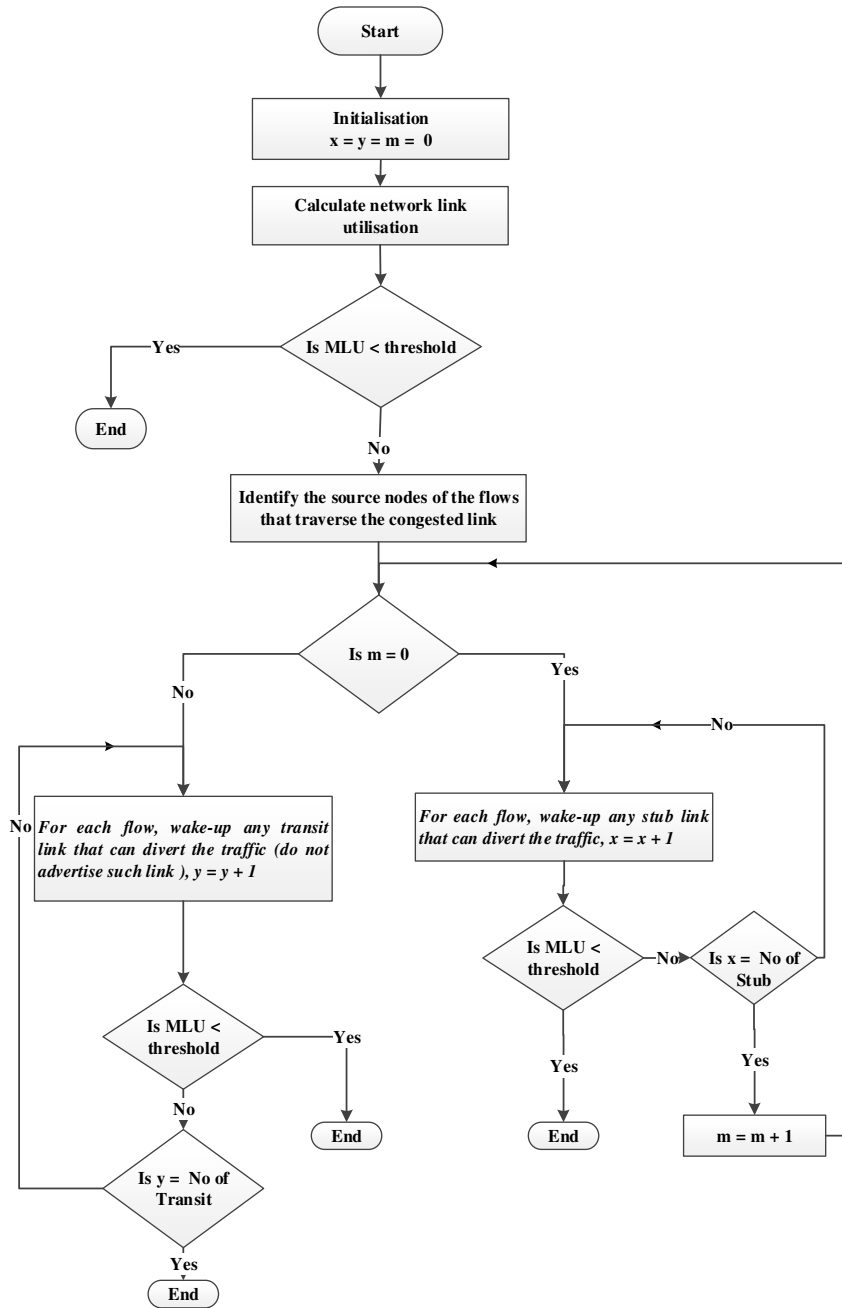 Start
Initialisation
x = y = m = 0
Calculate network link
utilisation
Is MLU < threshold
Yes
End
No
Identify the source nodes of the flows
that traverse the congested link
Is m = 0
No
Yes
No
For each flow, wake-up any transit
link that can divert the traffic (do not
advertise such link ), y = y + 1
No
For each flow, wake-up any stub link
that can divert the traffic, x = x + 1
Is MLU <
threshold
No
Is x = No of
Stub
Is MLU <
threshold
Yes
No
Yes
Yes
End
End
m = m + 1
Is y = No of
Transit
Yes
End